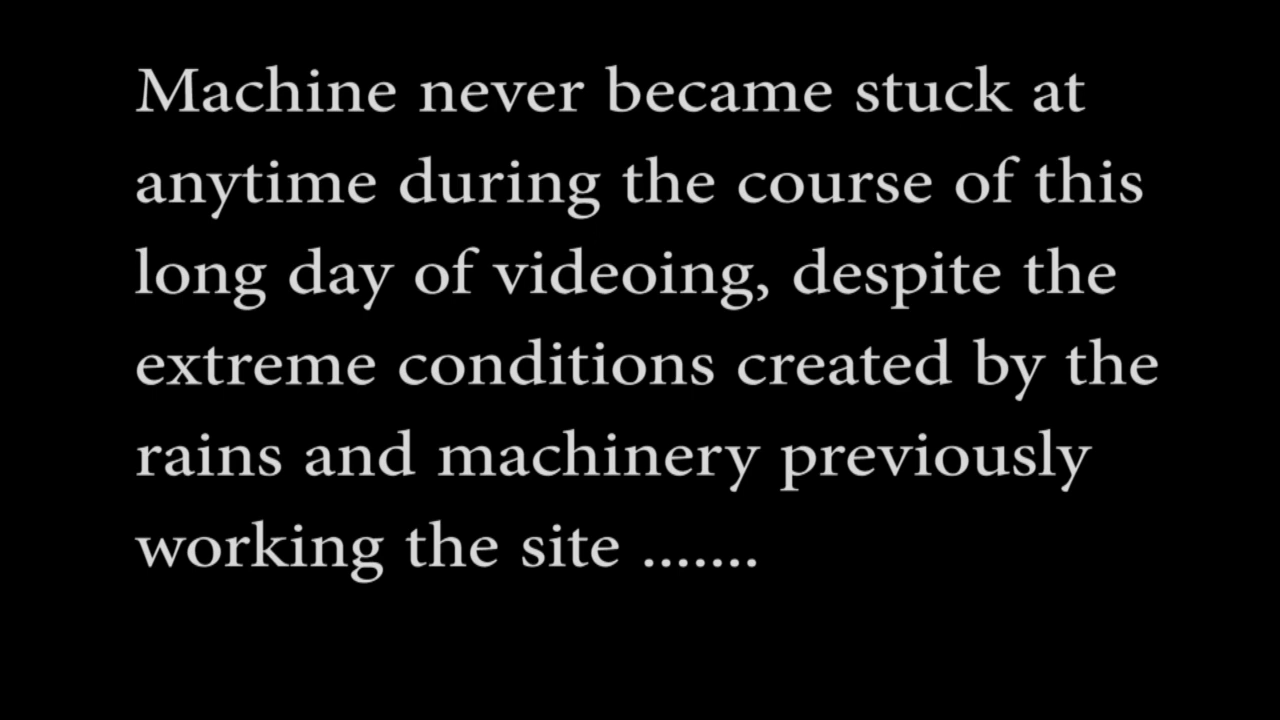 Machine never became stuck at
anytime during the course of this
long day of videoing, despite the
extreme conditions created by the
rains and machinery previously
working the site .......